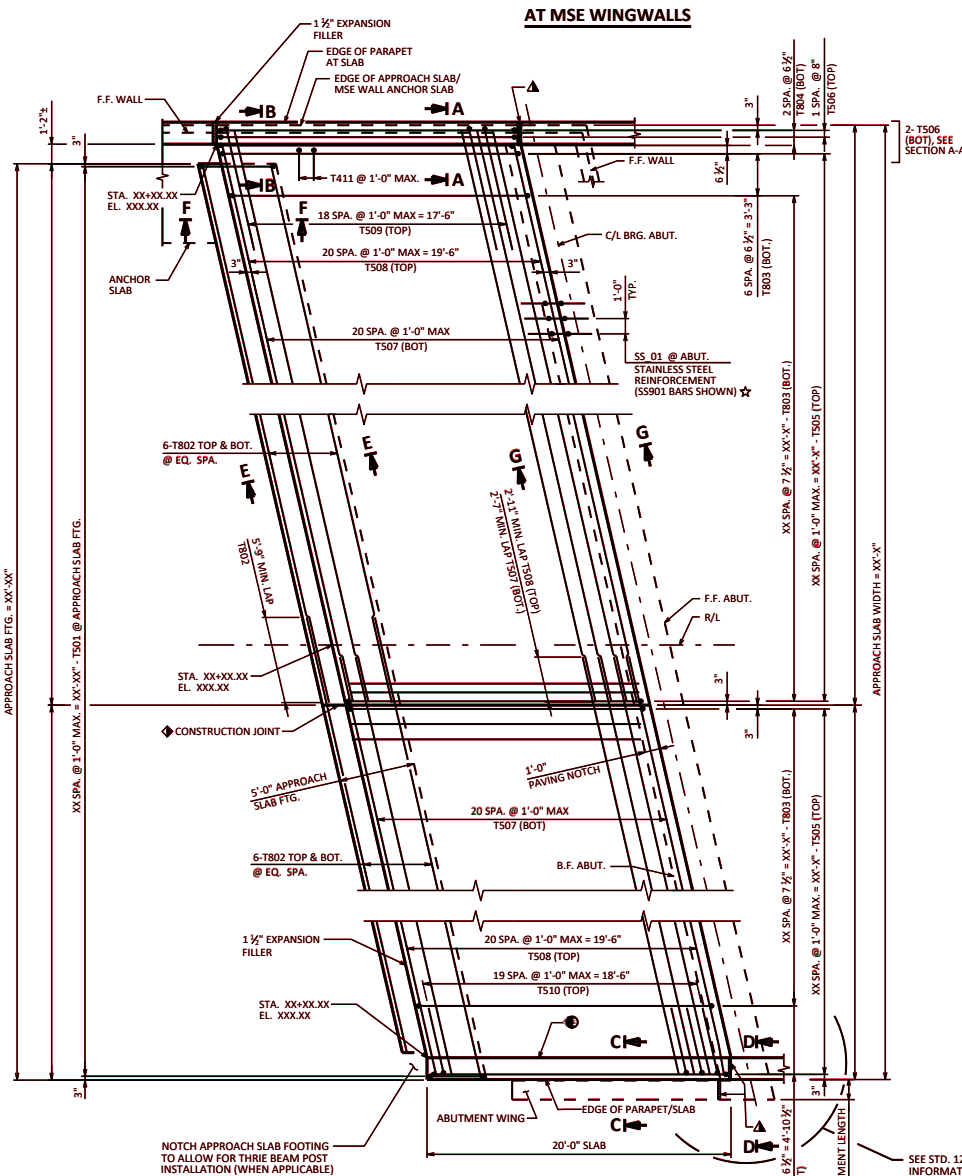 AT MSE WINGWALLS
1 ½" EXPANSION
FILLER
EDGE OF PARAPET
AT SLAB
EDGE OF APPROACH SLAB/
MSE WALL ANCHOR SLAB
F.F. WALL
1'-2"±
3"
B
A
3"
2 SPA. @ 6 ½"
T804 (BOT)
1 SPA. @ 8"
T506 (TOP)
2- T506
(BOT), SEE
SECTION A-A
F.F. WALL
6 ½"
T411 @ 1'-0" MAX.
B
A
STA. XX+XX.XX
EL. XXX.XX
F
F
18 SPA. @ 1'-0" MAX = 17'-6"
T509 (TOP)
C/L BRG. ABUT.
6 SPA. @ 6 ½" = 3'-3"
T803 (BOT.)
20 SPA. @ 1'-0" MAX = 19'-6"
T508 (TOP)
3"
3"
ANCHOR
SLAB
1'-0"
TYP.
20 SPA. @ 1'-0" MAX
T507 (BOT)
SS_01 @ ABUT.
STAINLESS STEEL
REINFORCEMENT
(SS901 BARS SHOWN) ☆
XX SPA. @ 7 ½" = XX'-X" - T803 (BOT.)
XX SPA. @ 1'-0" MAX. = XX'-X" - T505 (TOP)
6-T802 TOP & BOT.
@ EQ. SPA.
E
E
G
G
2'-11" MIN. LAP T508 (TOP)
2'-7" MIN. LAP T507 (BOT.)
5'-9" MIN. LAP
T802
APPROACH SLAB FTG. = XX'-XX"
XX SPA. @ 1'-0" MAX. = XX'-XX" - T501 @ APPROACH SLAB FTG.
APPROACH SLAB WIDTH = XX'-X"
F.F. ABUT.
R/L
STA. XX+XX.XX
EL. XXX.XX
3"
CONSTRUCTION JOINT
3"
1'-0"
PAVING NOTCH
5'-0" APPROACH
SLAB FTG.
20 SPA. @ 1'-0" MAX
T507 (BOT)
6-T802 TOP & BOT.
@ EQ. SPA.
B.F. ABUT.
XX SPA. @ 7 ½" = XX'-X" - T803 (BOT.)
XX SPA. @ 1'-0" MAX. = XX'-X" - T505 (TOP)
1 ½" EXPANSION
FILLER
20 SPA. @ 1'-0" MAX = 19'-6"
T508 (TOP)
19 SPA. @ 1'-0" MAX = 18'-6"
T510 (TOP)
STA. XX+XX.XX
EL. XXX.XX
C
D
3"
3"
ABUTMENT WING
EDGE OF PARAPET/SLAB
C
D
20'-0" SLAB
6 ½" = 4'-10 ½"
MENT LENGTH
NOTCH APPROACH SLAB FOOTING
TO ALLOW FOR THRIE BEAM POST
INSTALLATION (WHEN APPLICABLE)
SEE STD. 12